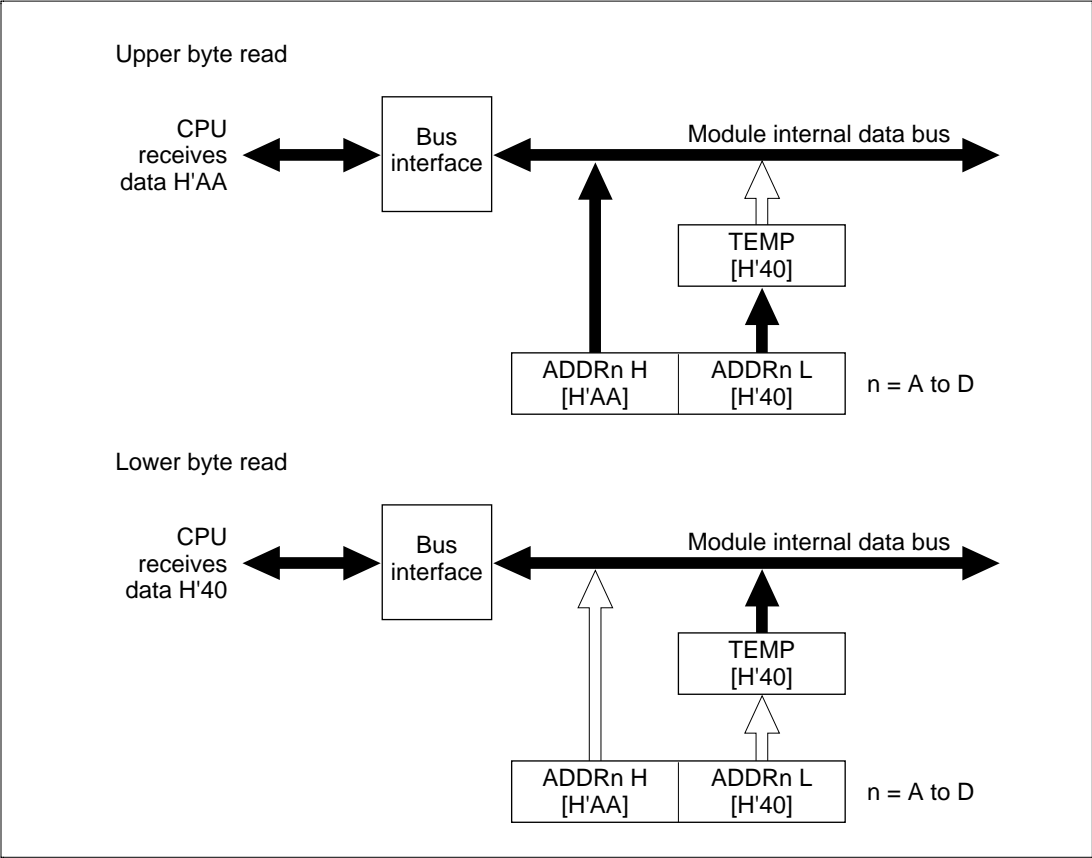 Upper byte read
CPU
receives
data H'AA
Bus
interface
Module internal data bus
TEMP
[H'40]
ADDRn H
[H'AA]
ADDRn L
[H'40]
n = A to D
Lower byte read
CPU
receives
data H'40
Bus
interface
Module internal data bus
TEMP
[H'40]
ADDRn H
[H'AA]
ADDRn L
[H'40]
n = A to D